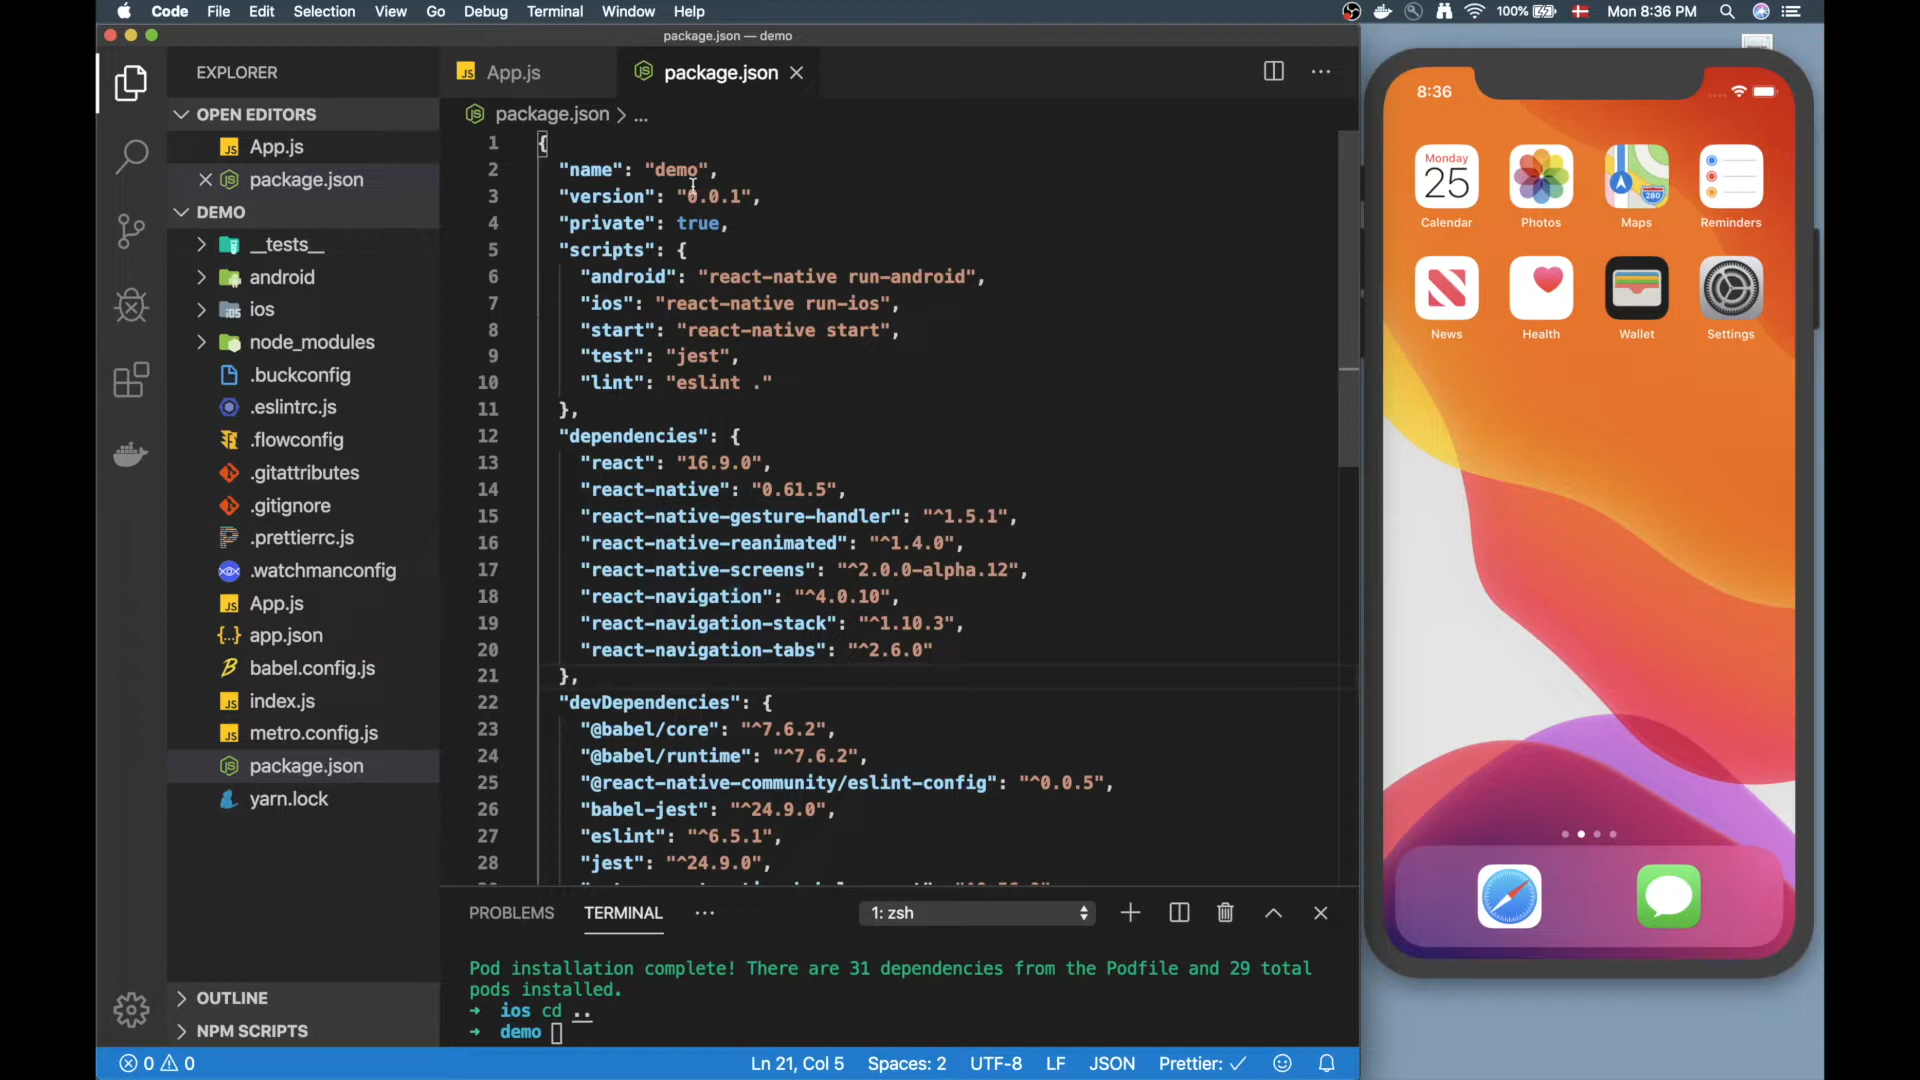 Code File Edit Selection View Go Debug Terminal Window Help
100% Mon 8:36 PM
package.json — demo
EXPLORER
OPEN EDITORS
JS App.js
package.json
DEMO
__tests__
android
ios
node_modules
.buckconfig
.eslintrc.js
.flowconfig
.gitattributes
.gitignore
.prettierrc.js
.watchmanconfig
JS App.js
{..} app.json
babel.config.js
JS index.js
JS metro.config.js
package.json
yarn.lock
OUTLINE
NPM SCRIPTS
JS App.js
package.json
package.json > ...
1 {
2 "name": "demo",
3 "version": "0.0.1",
4 "private": true,
5 "scripts": {
6 "android": "react-native run-android",
7 "ios": "react-native run-ios",
8 "start": "react-native start",
9 "test": "jest",
10 "lint": "eslint ."
11 },
12 "dependencies": {
13 "react": "16.9.0",
14 "react-native": "0.61.5",
15 "react-native-gesture-handler": "^1.5.1",
16 "react-native-reanimated": "^1.4.0",
17 "react-native-screens": "^2.0.0-alpha.12",
18 "react-navigation": "^4.0.10",
19 "react-navigation-stack": "^1.10.3",
20 "react-navigation-tabs": "^2.6.0"
21 },
22 "devDependencies": {
23 "@babel/core": "^7.6.2",
24 "@babel/runtime": "^7.6.2",
25 "@react-native-community/eslint-config": "^0.0.5",
26 "babel-jest": "^24.9.0",
27 "eslint": "^6.5.1",
28 "jest": "^24.9.0",
PROBLEMS TERMINAL ... 1: zsh
Pod installation complete! There are 31 dependencies from the Podfile and 29 total
pods installed.
➜ ios cd ..
➜ demo
0 0 Ln 21, Col 5 Spaces: 2 UTF-8 LF JSON Prettier: ✓
8:36
Monday
25
280
Calendar Photos Maps Reminders
News Health Wallet Settings